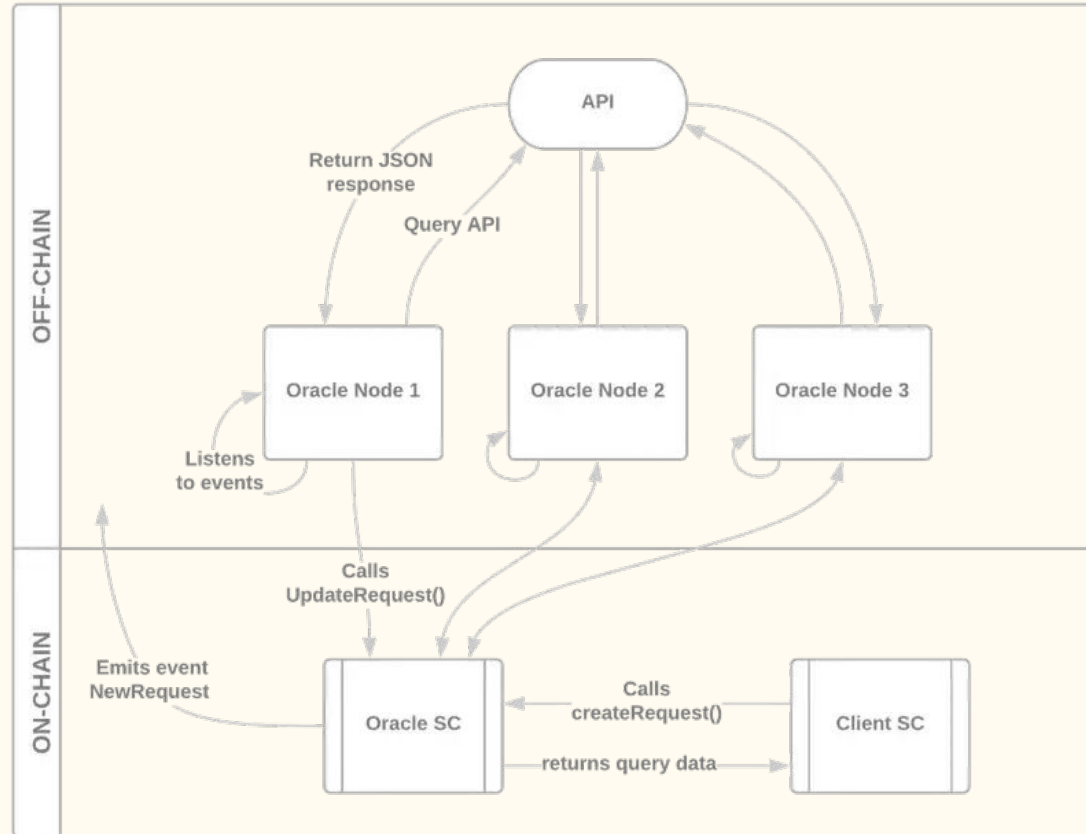 OFF-CHAIN
API
Return JSON
response
Query API
Oracle Node 1
Oracle Node 2
Oracle Node 3
Listens
to events
ON-CHAIN
Calls
UpdateRequest()
Emits event
NewRequest
Oracle SC
Calls
createRequest()
returns query data
Client SC